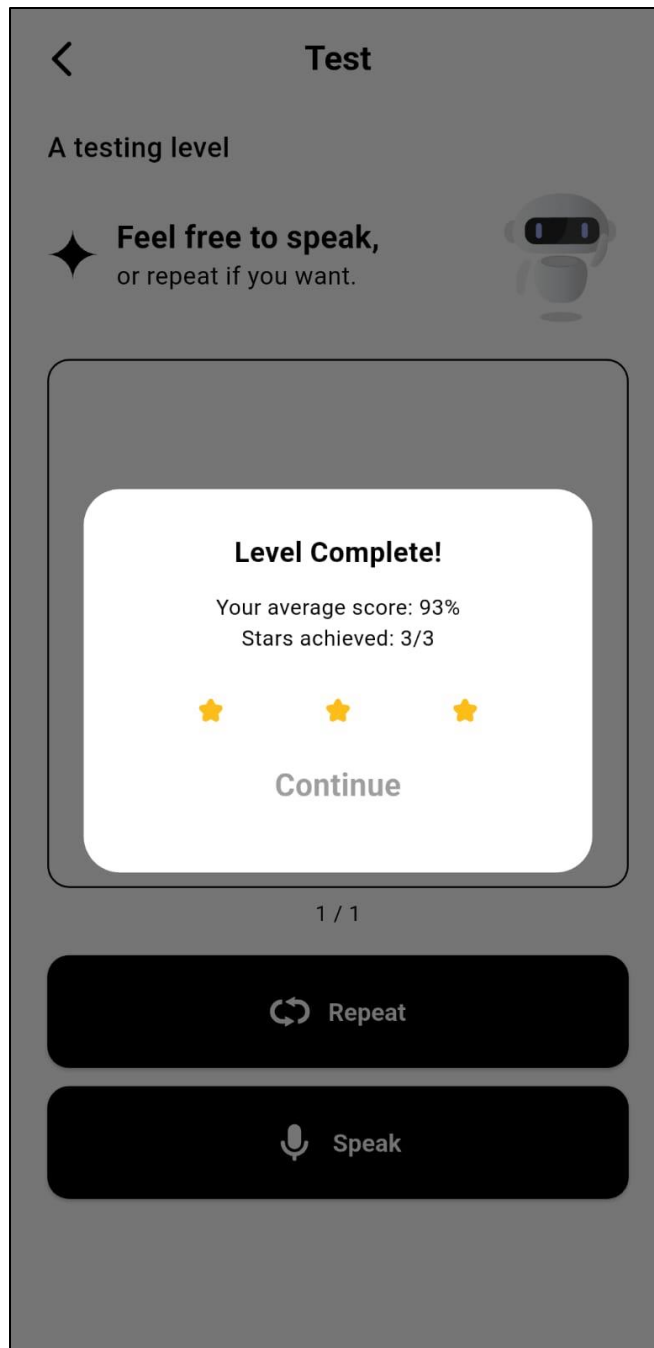 Test
A testing level
Feel free to speak,
or repeat if you want.
Level Complete!
Your average score: 93%
Stars achieved: 3/3
Continue
1 / 1
Repeat
Speak